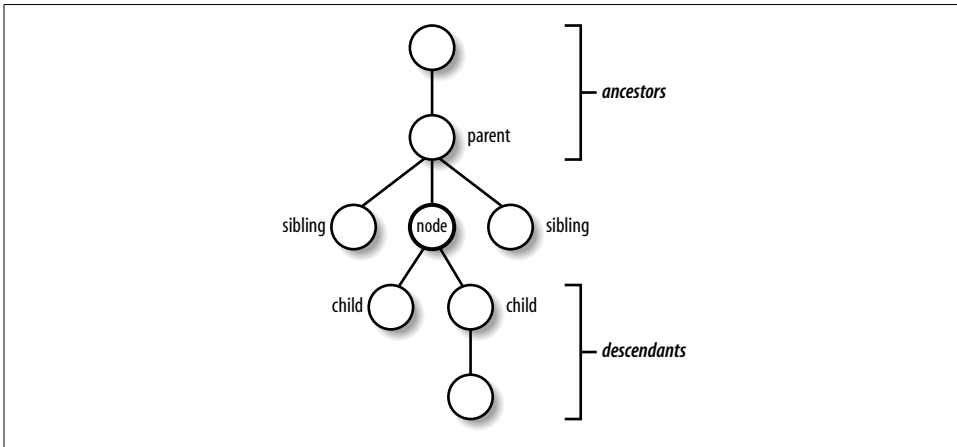 ancestors
parent
sibling
node
sibling
child
child
descendants